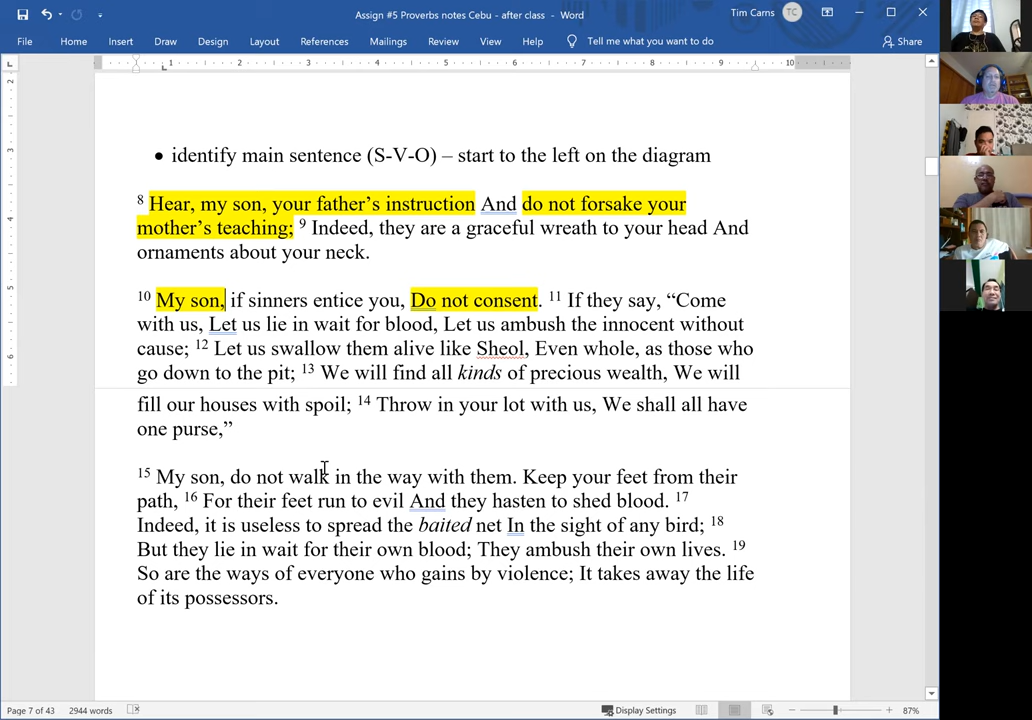 Assign #5 Proverbs notes Cebu - after class - Word
Tim Carns TC
File Home Insert Draw Design Layout References Mailings Review View Help Tell me what you want to do Share
1 2 3 4 5 6 7 8 9 10
• identify main sentence (S-V-O) – start to the left on the diagram
8 Hear, my son, your father’s instruction And do not forsake your
mother’s teaching; 9 Indeed, they are a graceful wreath to your head And
ornaments about your neck.
10 My son, if sinners entice you, Do not consent. 11 If they say, “Come
with us, Let us lie in wait for blood, Let us ambush the innocent without
cause; 12 Let us swallow them alive like Sheol, Even whole, as those who
go down to the pit; 13 We will find all kinds of precious wealth, We will
fill our houses with spoil; 14 Throw in your lot with us, We shall all have
one purse,”
15 My son, do not walk in the way with them. Keep your feet from their
path, 16 For their feet run to evil And they hasten to shed blood. 17
Indeed, it is useless to spread the baited net In the sight of any bird; 18
But they lie in wait for their own blood; They ambush their own lives. 19
So are the ways of everyone who gains by violence; It takes away the life
of its possessors.
Page 7 of 43 2944 words Display Settings 87%